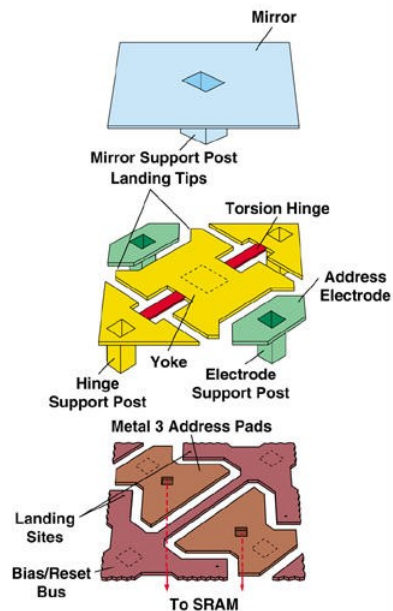 Mirror
Mirror Support Post
Landing Tips
Torsion Hinge
Address
Electrode
Yoke
Electrode
Support Post
Hinge
Support Post
Metal 3 Address Pads
Landing
Sites
Bias/Reset
Bus
To SRAM